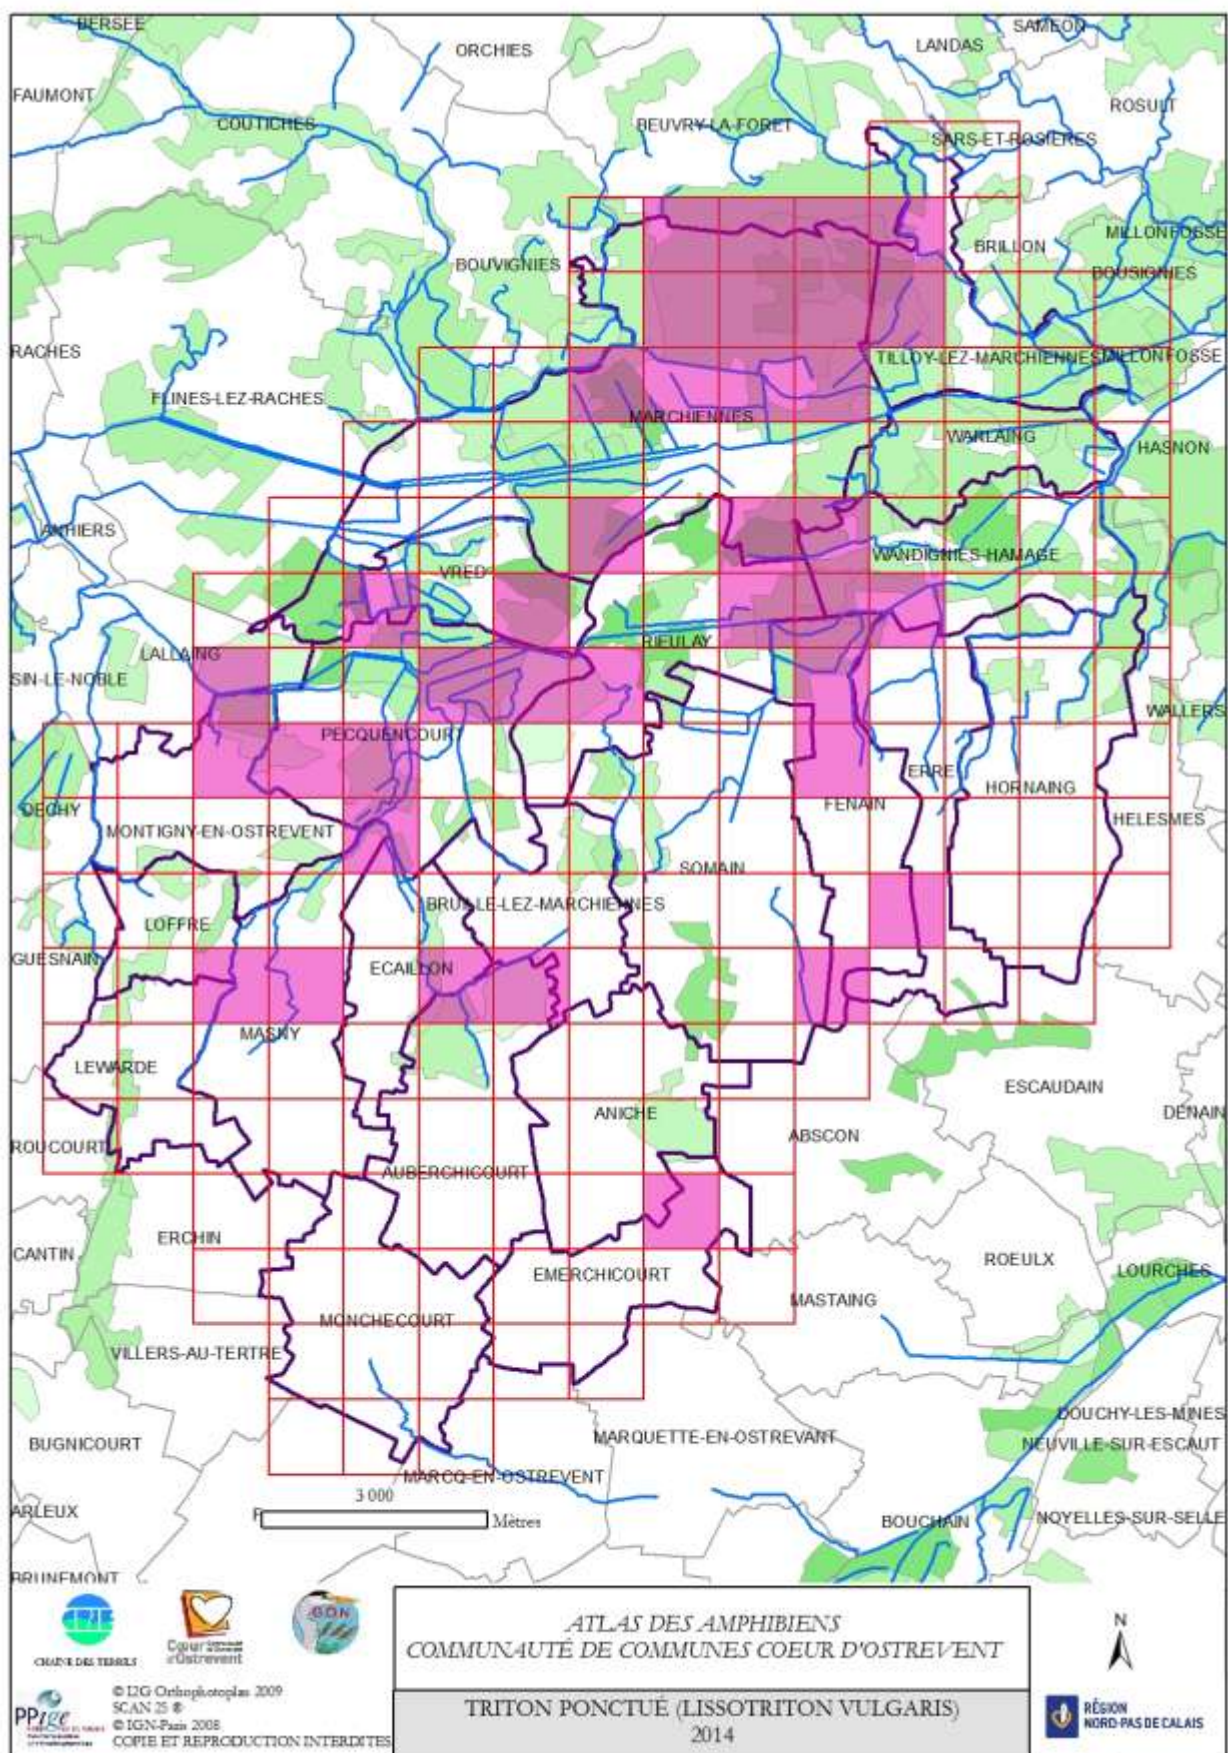 BERSEE
SAMEON
ORCHIES
LANDAS
FAUMONT
ROSULT
COUTICHES
BEUVRY-LA-FORET
SARS-ET-ROSIERES
MILLONFOSSE
BRILLON
BOUVIGNIES
BOUSIGNIES
RACHES
TILLOY-LEZ-MARCHIENNES
MILLONFOSSE
FLINES-LEZ-RACHES
MARCHIENNES
WARLAING
HASNON
ANHIERS
WANDIGNIES-HAMAGE
VRED
RIEULAY
LALLAING
SIN-LE-NOBLE
WALLERS
PECQUENCOURT
ERRE
HORNAING
DECHY
FENAIN
HELESMES
MONTIGNY-EN-OSTREVENT
SOMAIN
BRUILLE-LEZ-MARCHIENNES
LOFFRE
GUESNAIN
ECAILLON
MASNY
LEWARDE
ESCAUDAIN
ANICHE
DENAIN
ROUCOURT
ABSCON
AUBERCHICOURT
ERCHIN
CANTIN
ROEULX
EMERCHICOURT
LOURCHES
MASTAING
MONCHECOURT
VILLERS-AU-TERTRE
DOUCHY-LES-MINES
BUGNICOURT
MARQUETTE-EN-OSTREVANT
NEUVILLE-SUR-ESCAUT
MARCQ-EN-OSTREVENT
3 000
Mètres
ARLEUX
BOUCHAIN
NOYELLES-SUR-SELLE
BRUNEMONT
CHAÎNE DES TERRILS
Cœur
d'Ostrevent
GON
ATLAS DES AMPHIBIENS
COMMUNAUTÉ DE COMMUNES COEUR D'OSTREVENT
N
PPige
© I2G Orthophotoplan 2009
SCAN 25 ®
© IGN-Paris 2008
COPIE ET REPRODUCTION INTERDITES
TRITON PONCTUÉ (LISSOTRITON VULGARIS)
2014
RÉGION
NORD-PAS DE CALAIS